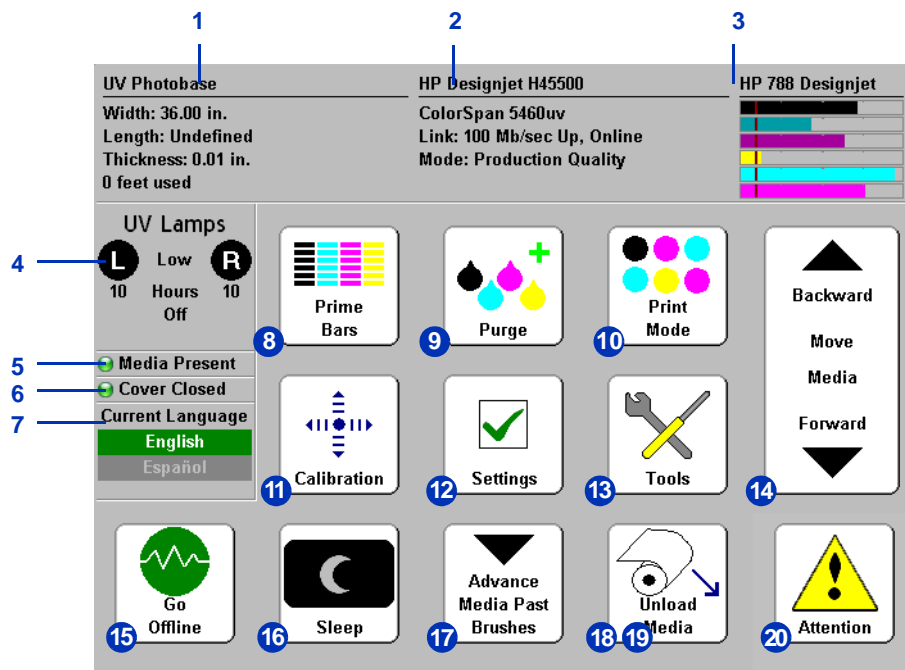 1
2
3
UV Photobase
HP Designjet H45500
HP 788 Designjet
Width: 36.00 in.
Length: Undefined
Thickness: 0.01 in.
0 feet used
ColorSpan 5460uv
Link: 100 Mb/sec Up, Online
Mode: Production Quality
4
UV Lamps
L Low R
10 Hours 10
Off
5
Media Present
6
Cover Closed
7
Current Language
English
Español
Prime
Bars
8
Purge
9
Print
Mode
10
Backward
Move
Media
Forward
14
Calibration
11
Settings
12
Tools
13
Go
Offline
15
Sleep
16
Advance
Media Past
Brushes
17
Unload
Media
18
19
Attention
20